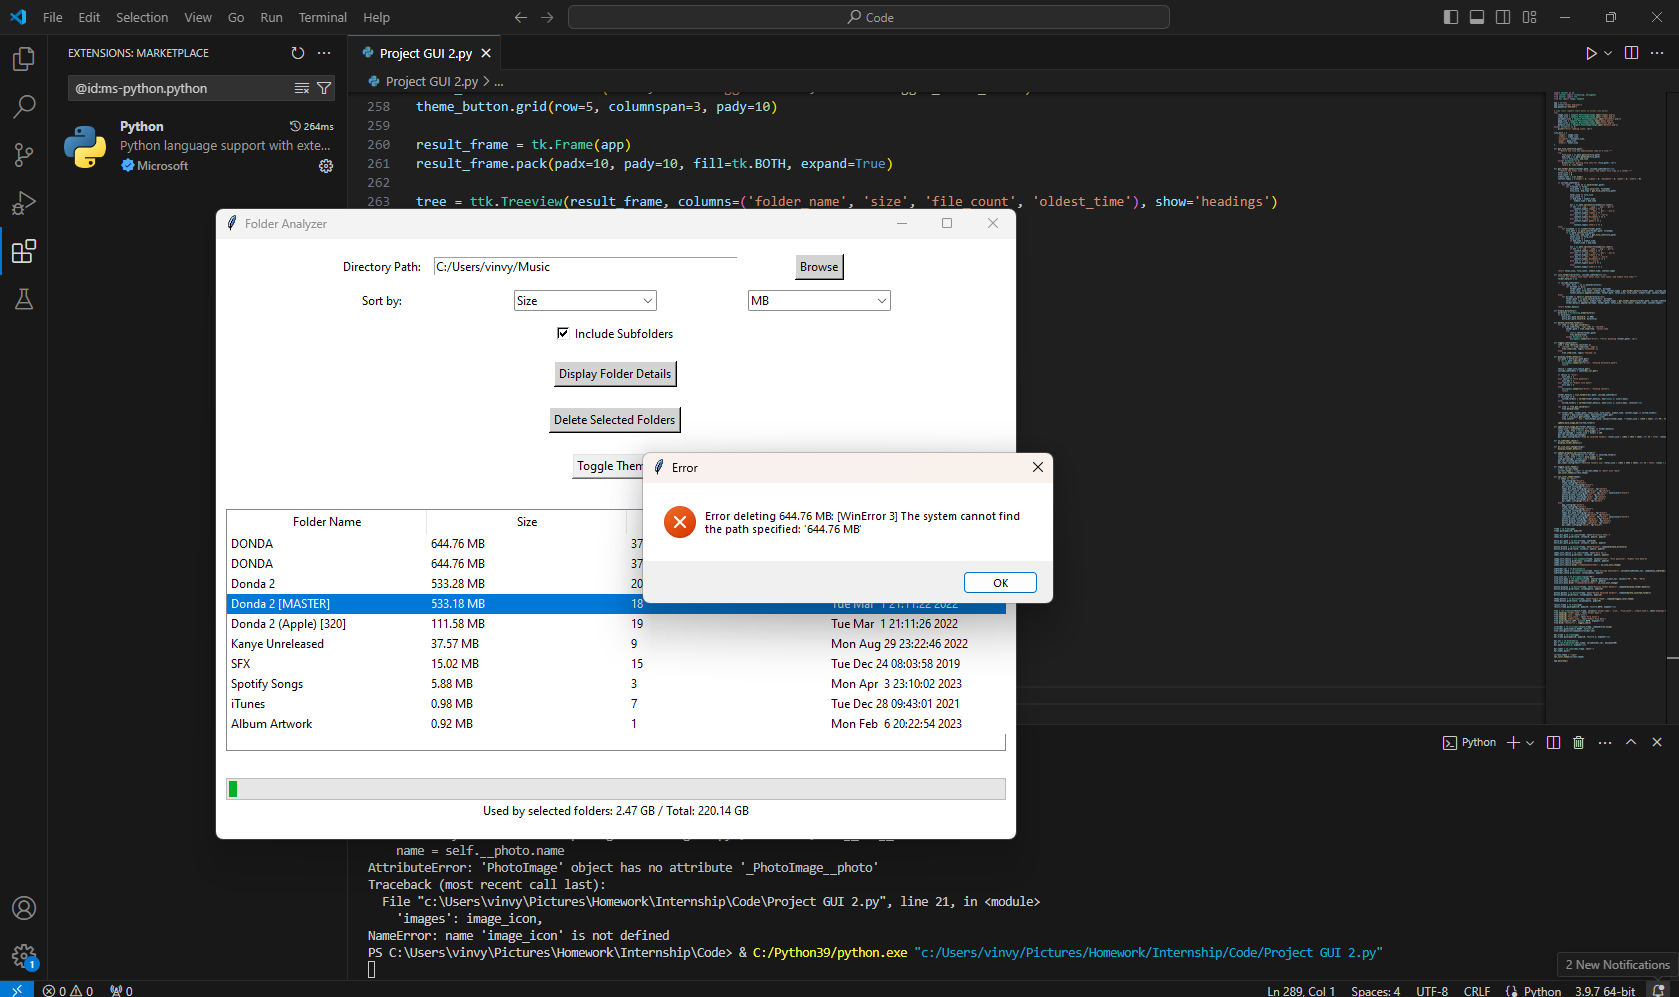 File Edit Selection View Go Run Terminal Help
Code
EXTENSIONS: MARKETPLACE
@id:ms-python.python
Python 264ms
Python language support with exte...
Microsoft
Project GUI 2.py
Project GUI 2.py > ...
258 theme_button.grid(row=5, columnspan=3, pady=10)
259
260 result_frame = tk.Frame(app)
261 result_frame.pack(padx=10, pady=10, fill=tk.BOTH, expand=True)
262
263 tree = ttk.Treeview(result_frame, columns=('folder_name', 'size', 'file_count', 'oldest_time'), show='headings')
Folder Analyzer
Directory Path: C:/Users/vinvy/Music Browse
Sort by: Size MB
Include Subfolders
Display Folder Details
Delete Selected Folders
Toggle Them
Error
Error deleting 644.76 MB: [WinError 3] The system cannot find
the path specified: '644.76 MB'
OK
Folder Name Size
DONDA 644.76 MB 37
DONDA 644.76 MB 37
Donda 2 533.28 MB 20
Donda 2 [MASTER] 533.18 MB 18 Tue Mar 1 21:11:22 2022
Donda 2 (Apple) [320] 111.58 MB 19 Tue Mar 1 21:11:26 2022
Kanye Unreleased 37.57 MB 9 Mon Aug 29 23:22:46 2022
SFX 15.02 MB 15 Tue Dec 24 08:03:58 2019
Spotify Songs 5.88 MB 3 Mon Apr 3 23:10:02 2023
iTunes 0.98 MB 7 Tue Dec 28 09:43:01 2021
Album Artwork 0.92 MB 1 Mon Feb 6 20:22:54 2023
Used by selected folders: 2.47 GB / Total: 220.14 GB
Python
name = self.__photo.name
AttributeError: 'PhotoImage' object has no attribute '_PhotoImage__photo'
Traceback (most recent call last):
File "c:\Users\vinvy\Pictures\Homework\Internship\Code\Project GUI 2.py", line 21, in <module>
'images': image_icon,
NameError: name 'image_icon' is not defined
PS C:\Users\vinvy\Pictures\Homework\Internship\Code> & C:/Python39/python.exe "c:/Users/vinvy/Pictures/Homework/Internship/Code/Project GUI 2.py"
1
2 New Notifications
0 0 0 Ln 289, Col 1 Spaces: 4 UTF-8 CRLF Python 3.9.7 64-bit